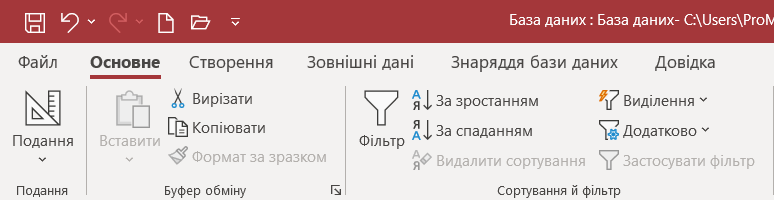 База даних : База даних- C:\Users\ProM
Файл Основне Створення Зовнішні дані Знаряддя бази даних Довідка
Подання
Подання
Вставити
Вирізати
Копіювати
Формат за зразком
Буфер обміну
Фільтр
За зростанням
За спаданням
Видалити сортування
Виділення
Додатково
Застосувати фільтр
Сортування й фільтр